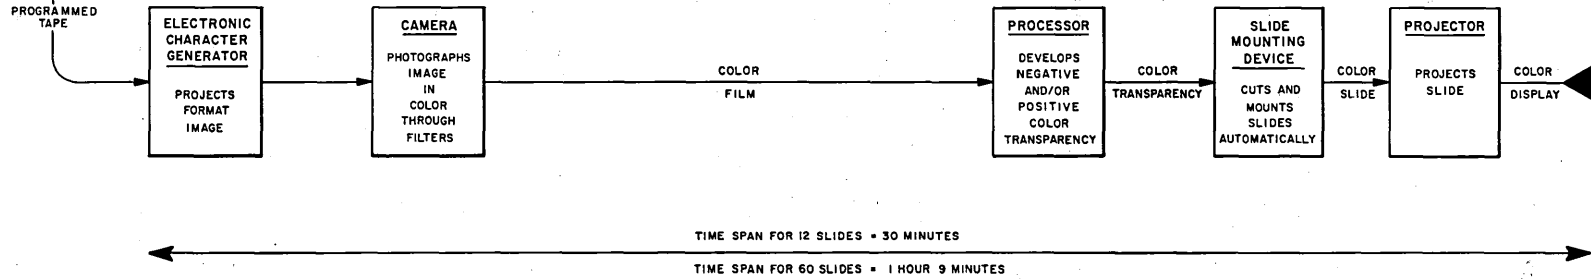 PROGRAMMED
TAPE
ELECTRONIC
CHARACTER
GENERATOR
PROJECTS
FORMAT
IMAGE
CAMERA
PHOTOGRAPHS
IMAGE
IN
COLOR
THROUGH
FILTERS
COLOR
FILM
PROCESSOR
DEVELOPS
NEGATIVE
AND/OR
POSITIVE
COLOR
TRANSPARENCY
COLOR
TRANSPARENCY
SLIDE
MOUNTING
DEVICE
CUTS AND
MOUNTS
SLIDES
AUTOMATICALLY
COLOR
SLIDE
PROJECTOR
PROJECTS
SLIDE
COLOR
DISPLAY
TIME SPAN FOR 12 SLIDES = 30 MINUTES
TIME SPAN FOR 60 SLIDES = 1 HOUR 9 MINUTES